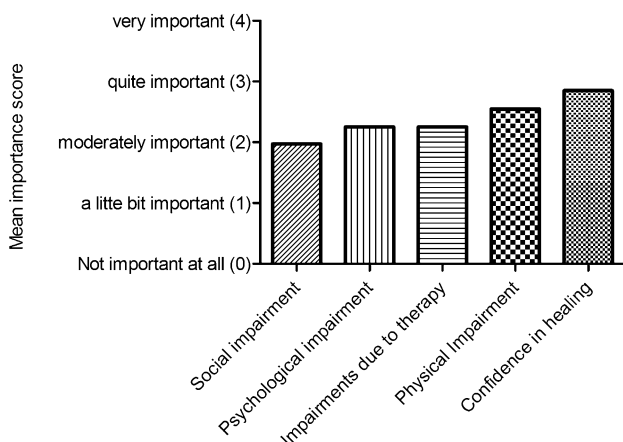 Mean importance score
very important (4)
quite important (3)
moderately important (2)
a litte bit important (1)
Not important at all (0)
Social impairment
Psychological impairment
Impairments due to therapy
Physical Impairment
Confidence in healing